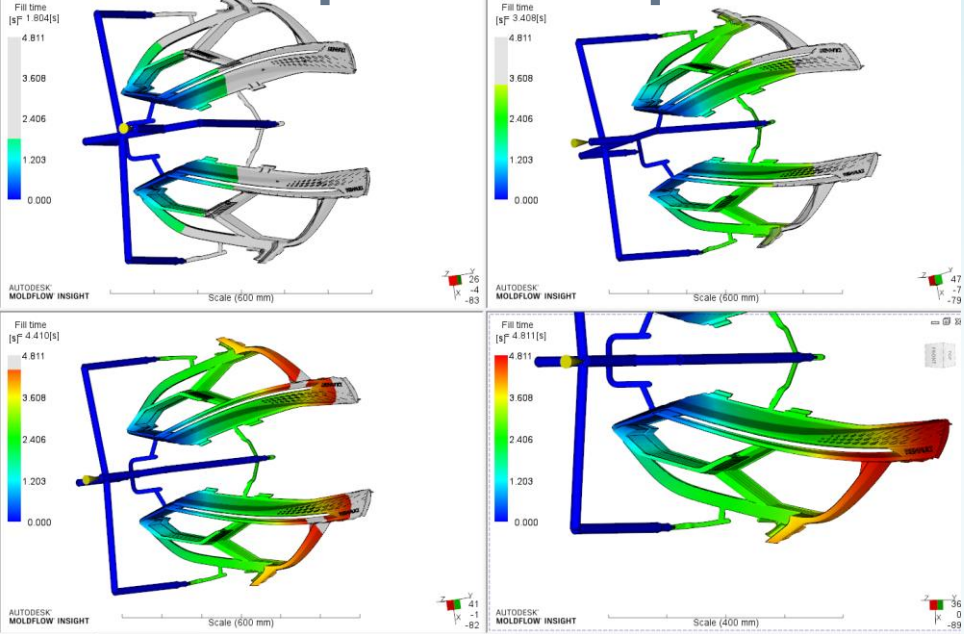 Fill time
[s]= 1.804[s]
4.811
3.608
2.406
1.203
0.000
AUTODESK'
MOLDFLOW INSIGHT
Scale (600 mm)
Z Y
X
26
-4
-83
Fill time
[s]= 3.408[s]
4.811
3.608
2.406
1.203
0.000
AUTODESK'
MOLDFLOW INSIGHT
Scale (600 mm)
Z Y
X
47
-7
-79
Fill time
[s]= 4.410[s]
4.811
3.608
2.406
1.203
0.000
AUTODESK'
MOLDFLOW INSIGHT
Scale (600 mm)
Z Y
X
41
-1
-82
Fill time
[s]= 4.811[s]
4.811
3.608
2.406
1.203
0.000
FRONT
AUTODESK'
MOLDFLOW INSIGHT
Scale (400 mm)
Z Y
X
36
0
-89